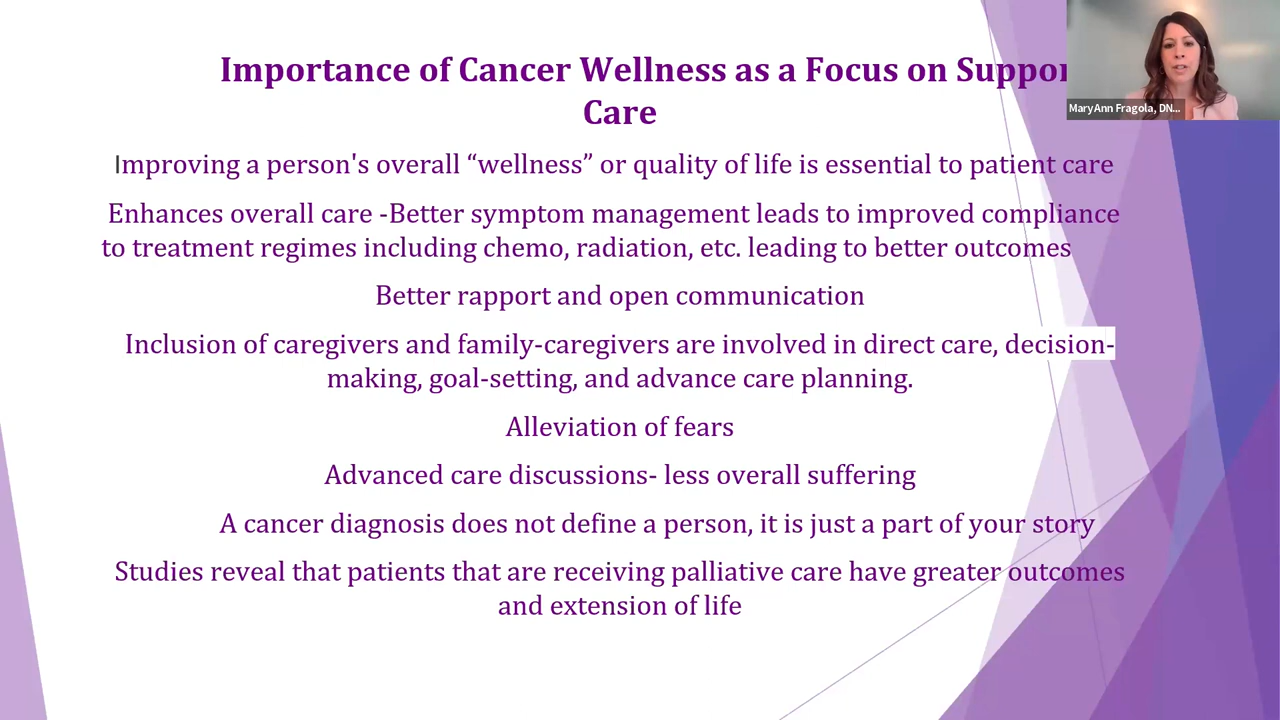 Importance of Cancer Wellness as a Focus on Suppor
Care
Improving a person's overall “wellness” or quality of life is essential to patient care
Enhances overall care -Better symptom management leads to improved compliance
to treatment regimes including chemo, radiation, etc. leading to better outcomes
Better rapport and open communication
Inclusion of caregivers and family-caregivers are involved in direct care, decision-
making, goal-setting, and advance care planning.
Alleviation of fears
Advanced care discussions- less overall suffering
A cancer diagnosis does not define a person, it is just a part of your story
Studies reveal that patients that are receiving palliative care have greater outcomes
and extension of life
MaryAnn Fragola, DN...